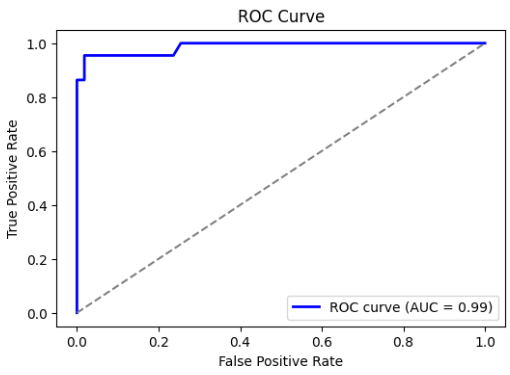 ROC Curve
True Positive Rate
1.0
0.8
0.6
0.4
0.2
0.0
ROC curve (AUC = 0.99)
0.0 0.2 0.4 0.6 0.8 1.0
False Positive Rate